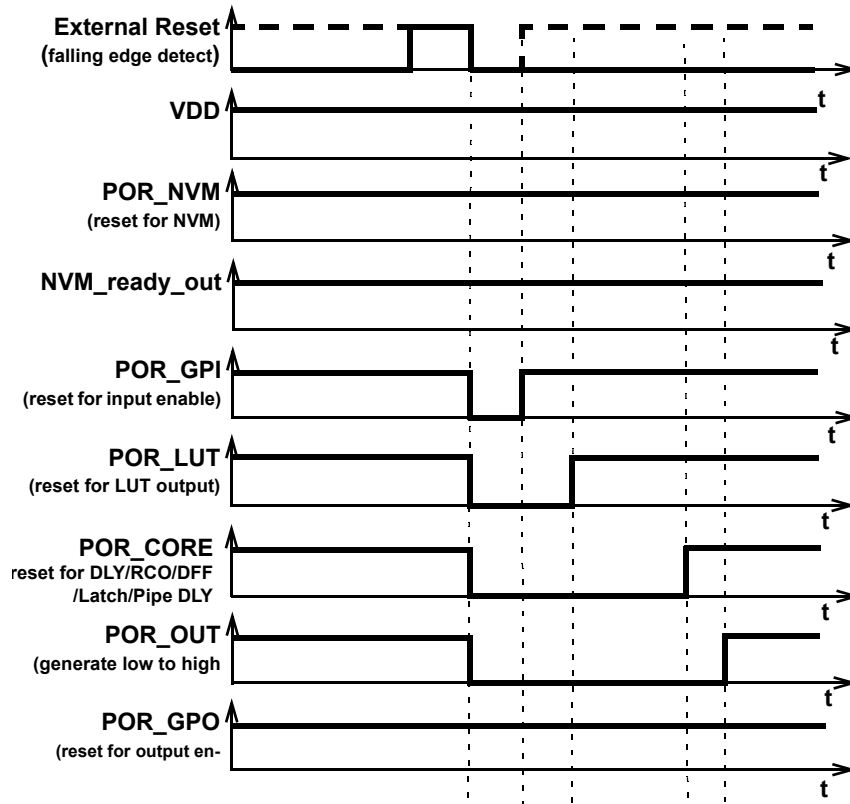 External Reset
(falling edge detect)
t
VDD
t
POR_NVM
(reset for NVM)
t
NVM_ready_out
t
POR_GPI
(reset for input enable)
t
POR_LUT
(reset for LUT output)
t
POR_CORE
reset for DLY/RCO/DFF
/Latch/Pipe DLY
t
POR_OUT
(generate low to high
t
POR_GPO
(reset for output en-
t